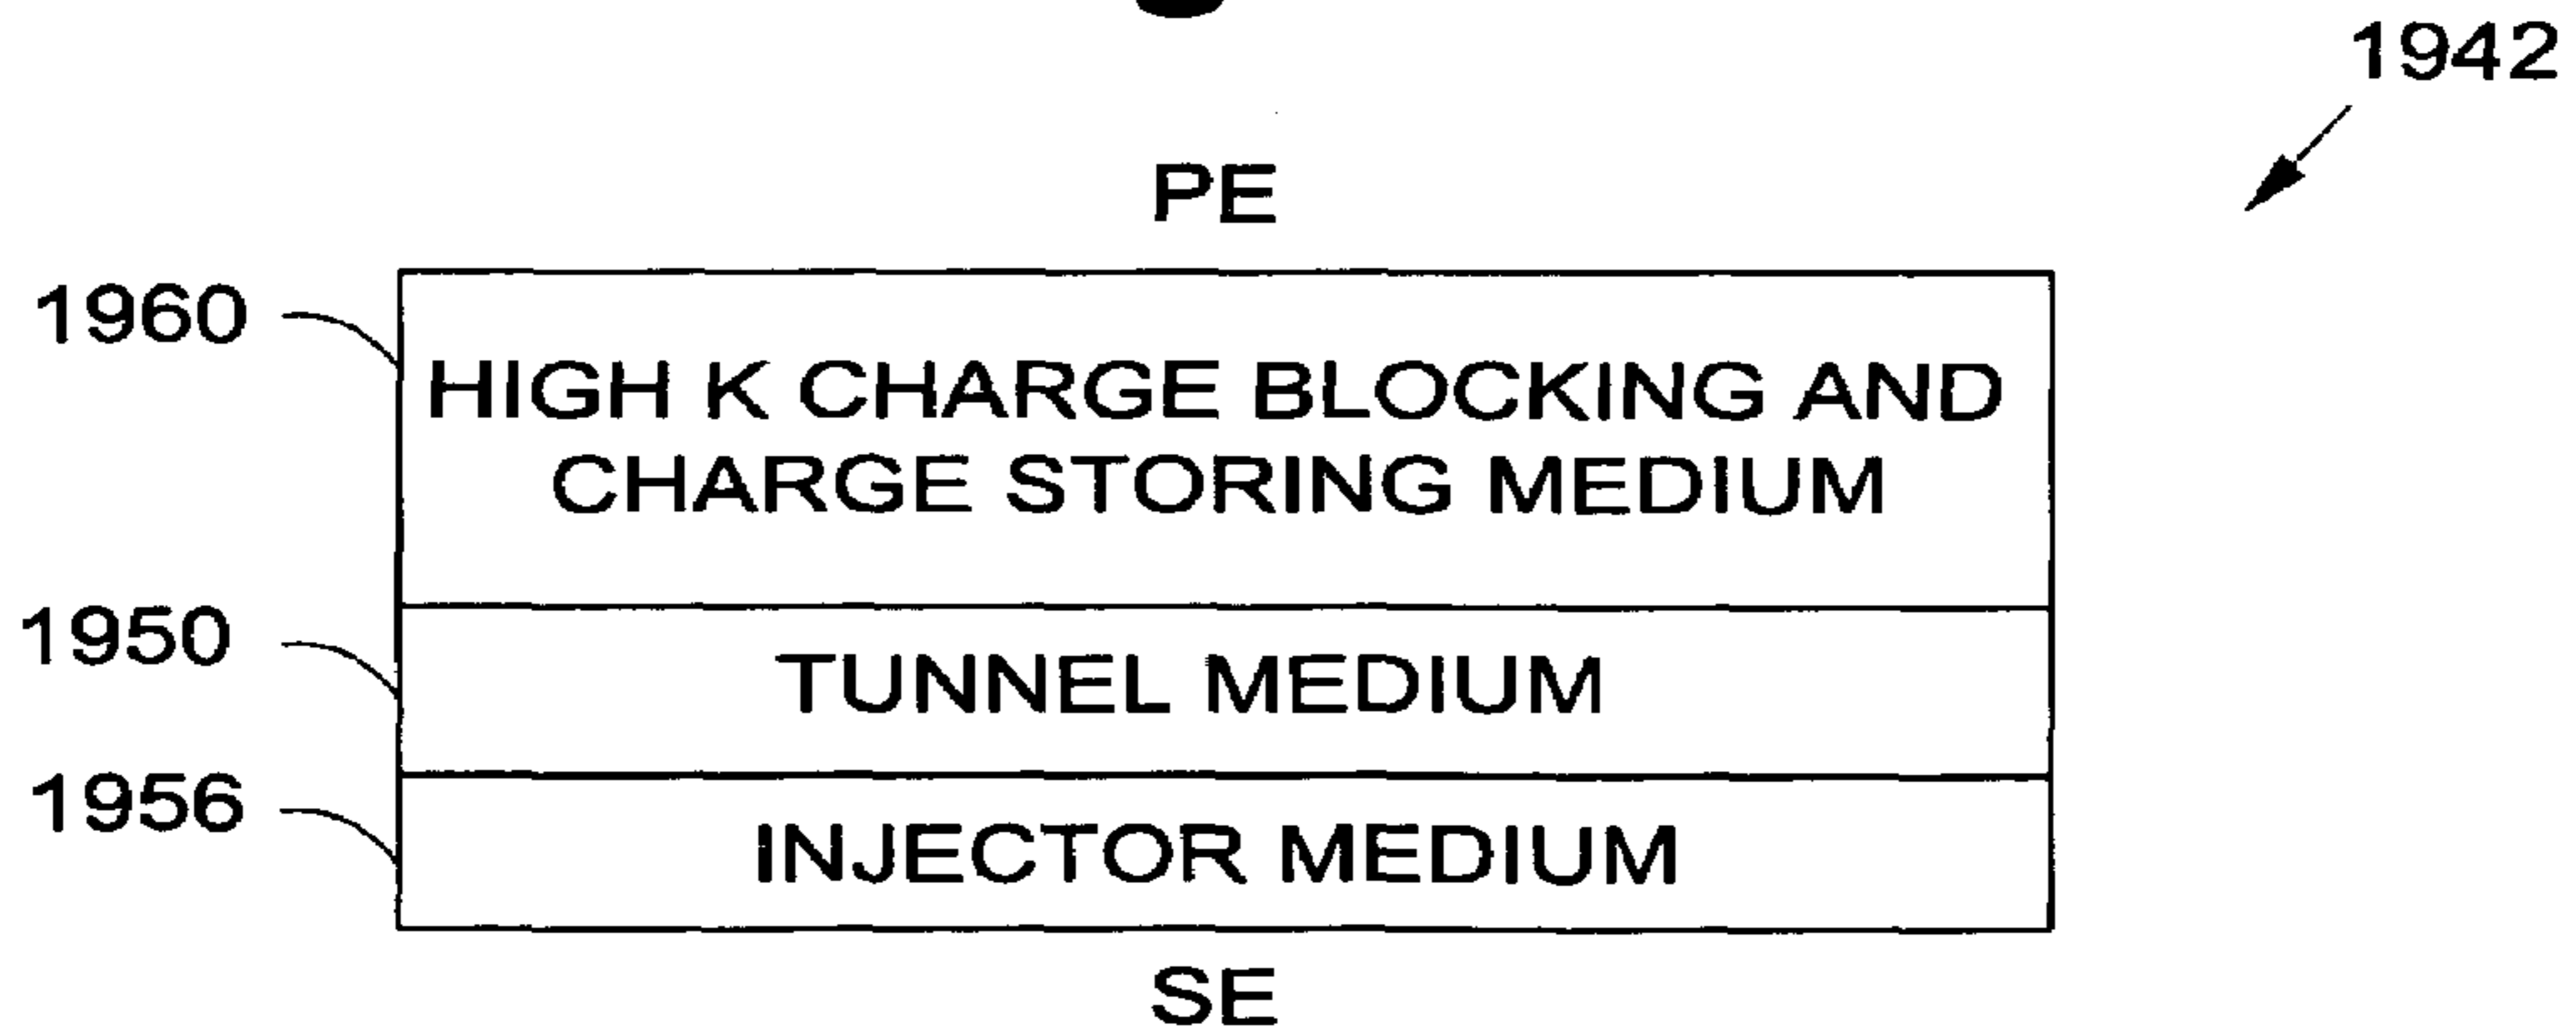 1942
PE
1960
HIGH K CHARGE BLOCKING AND
CHARGE STORING MEDIUM
1950
TUNNEL MEDIUM
1956
INJECTOR MEDIUM
SE